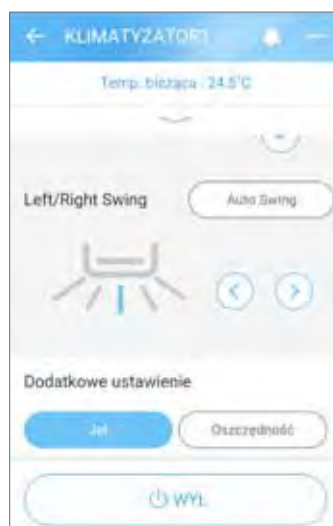 KLIMATYZATOR1
Temp. bieżąca : 24.5°C
Left/Right Swing
Auto Swing
Dodatkowe ustawienie
Jet
Oszczędność
WYŁ.